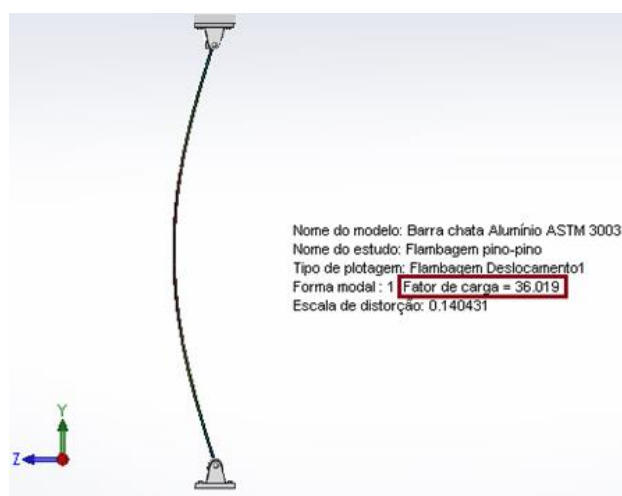 Nome do modelo: Barra chata Alumínio ASTM 3003
Nome do estudo: Flambagem pino-pino
Tipo de plotagem: Flambagem Deslocamento1
Forma modal : 1 Fator de carga = 36.019
Escala de distorção: 0.140431
Y
Z